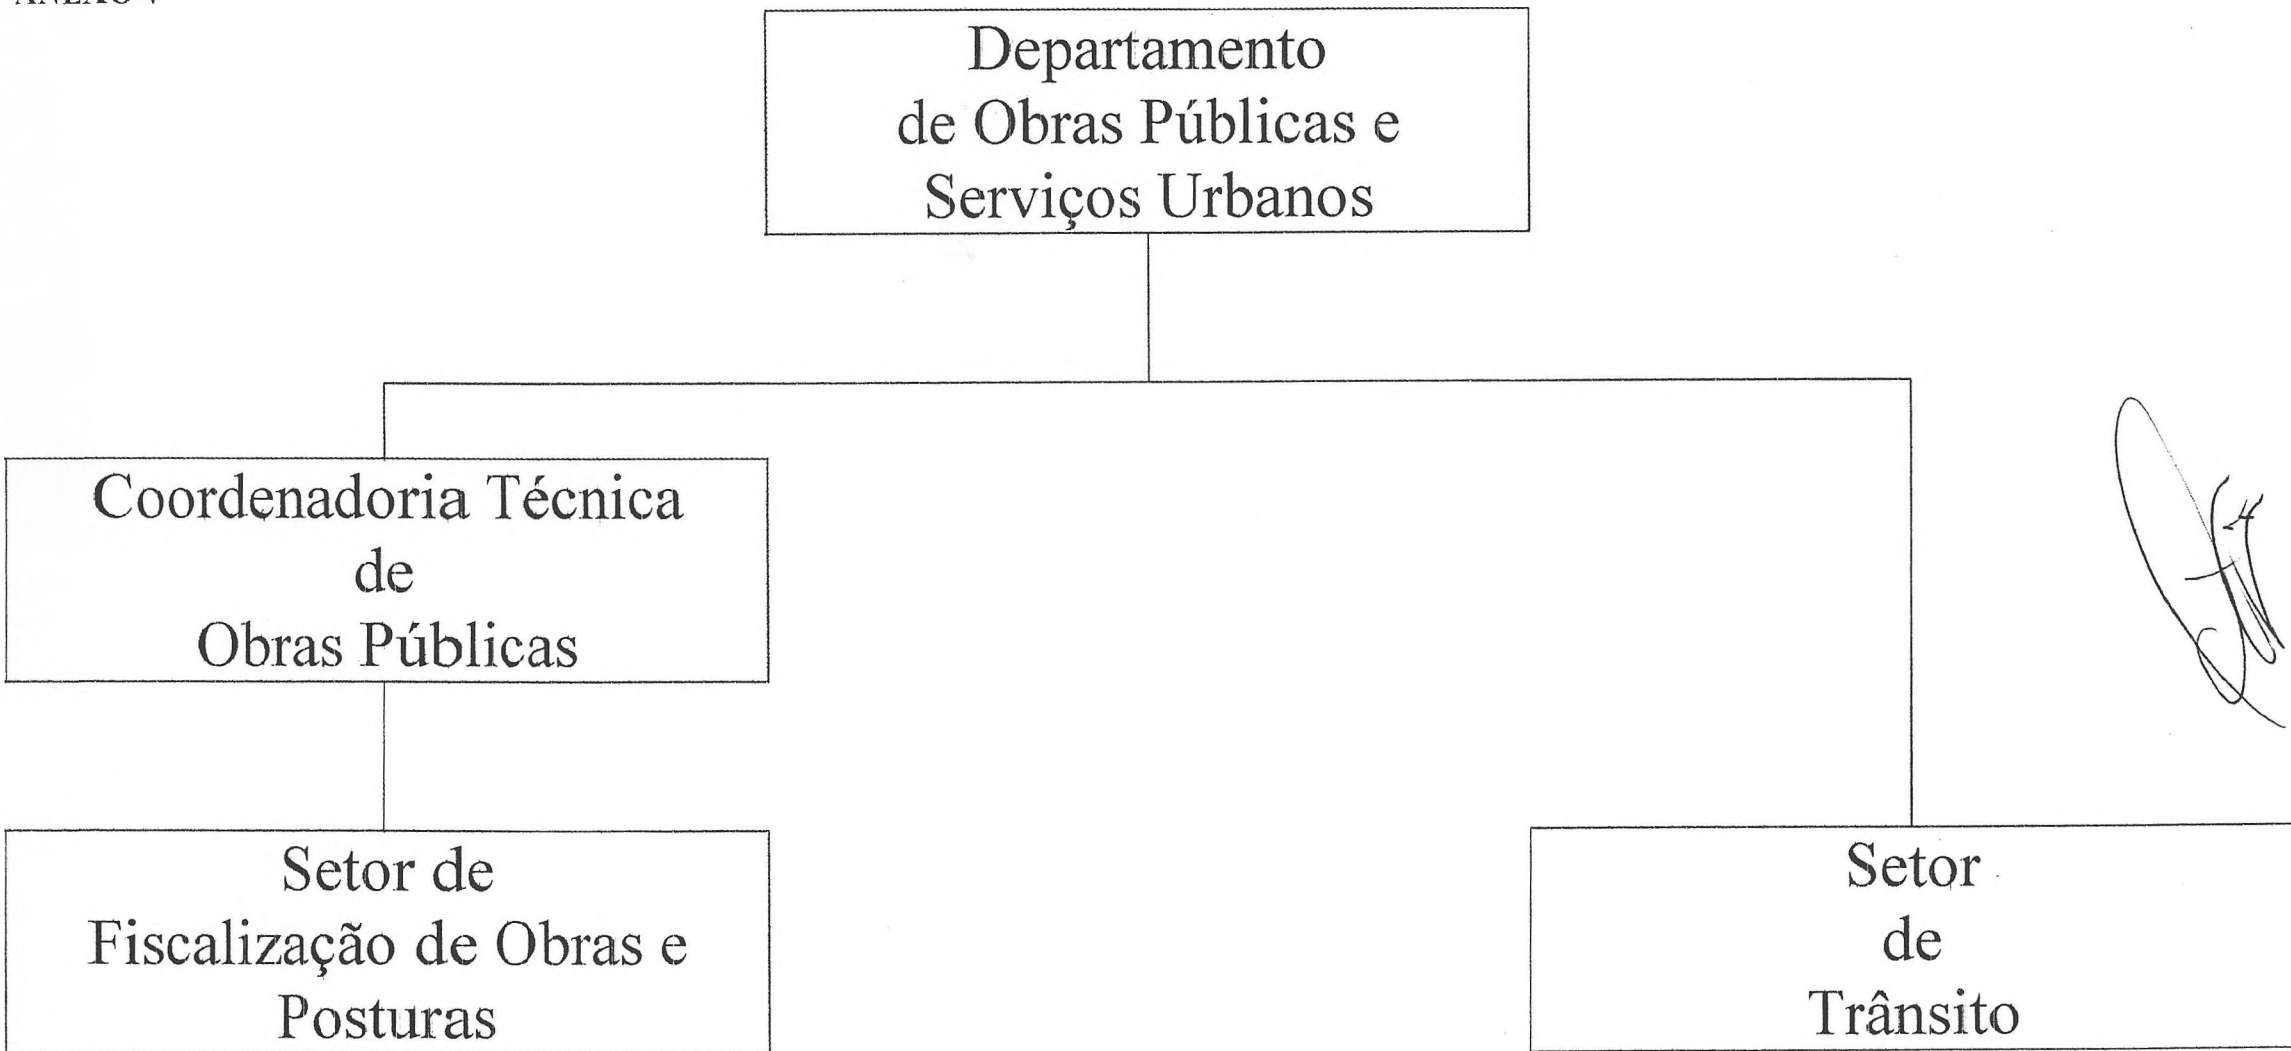 ANEXO V
Departamento
de Obras Públicas e
Serviços Urbanos
Coordenadoria Técnica
de
Obras Públicas
Setor de
Fiscalização de Obras e
Posturas
Setor
de
Trânsito